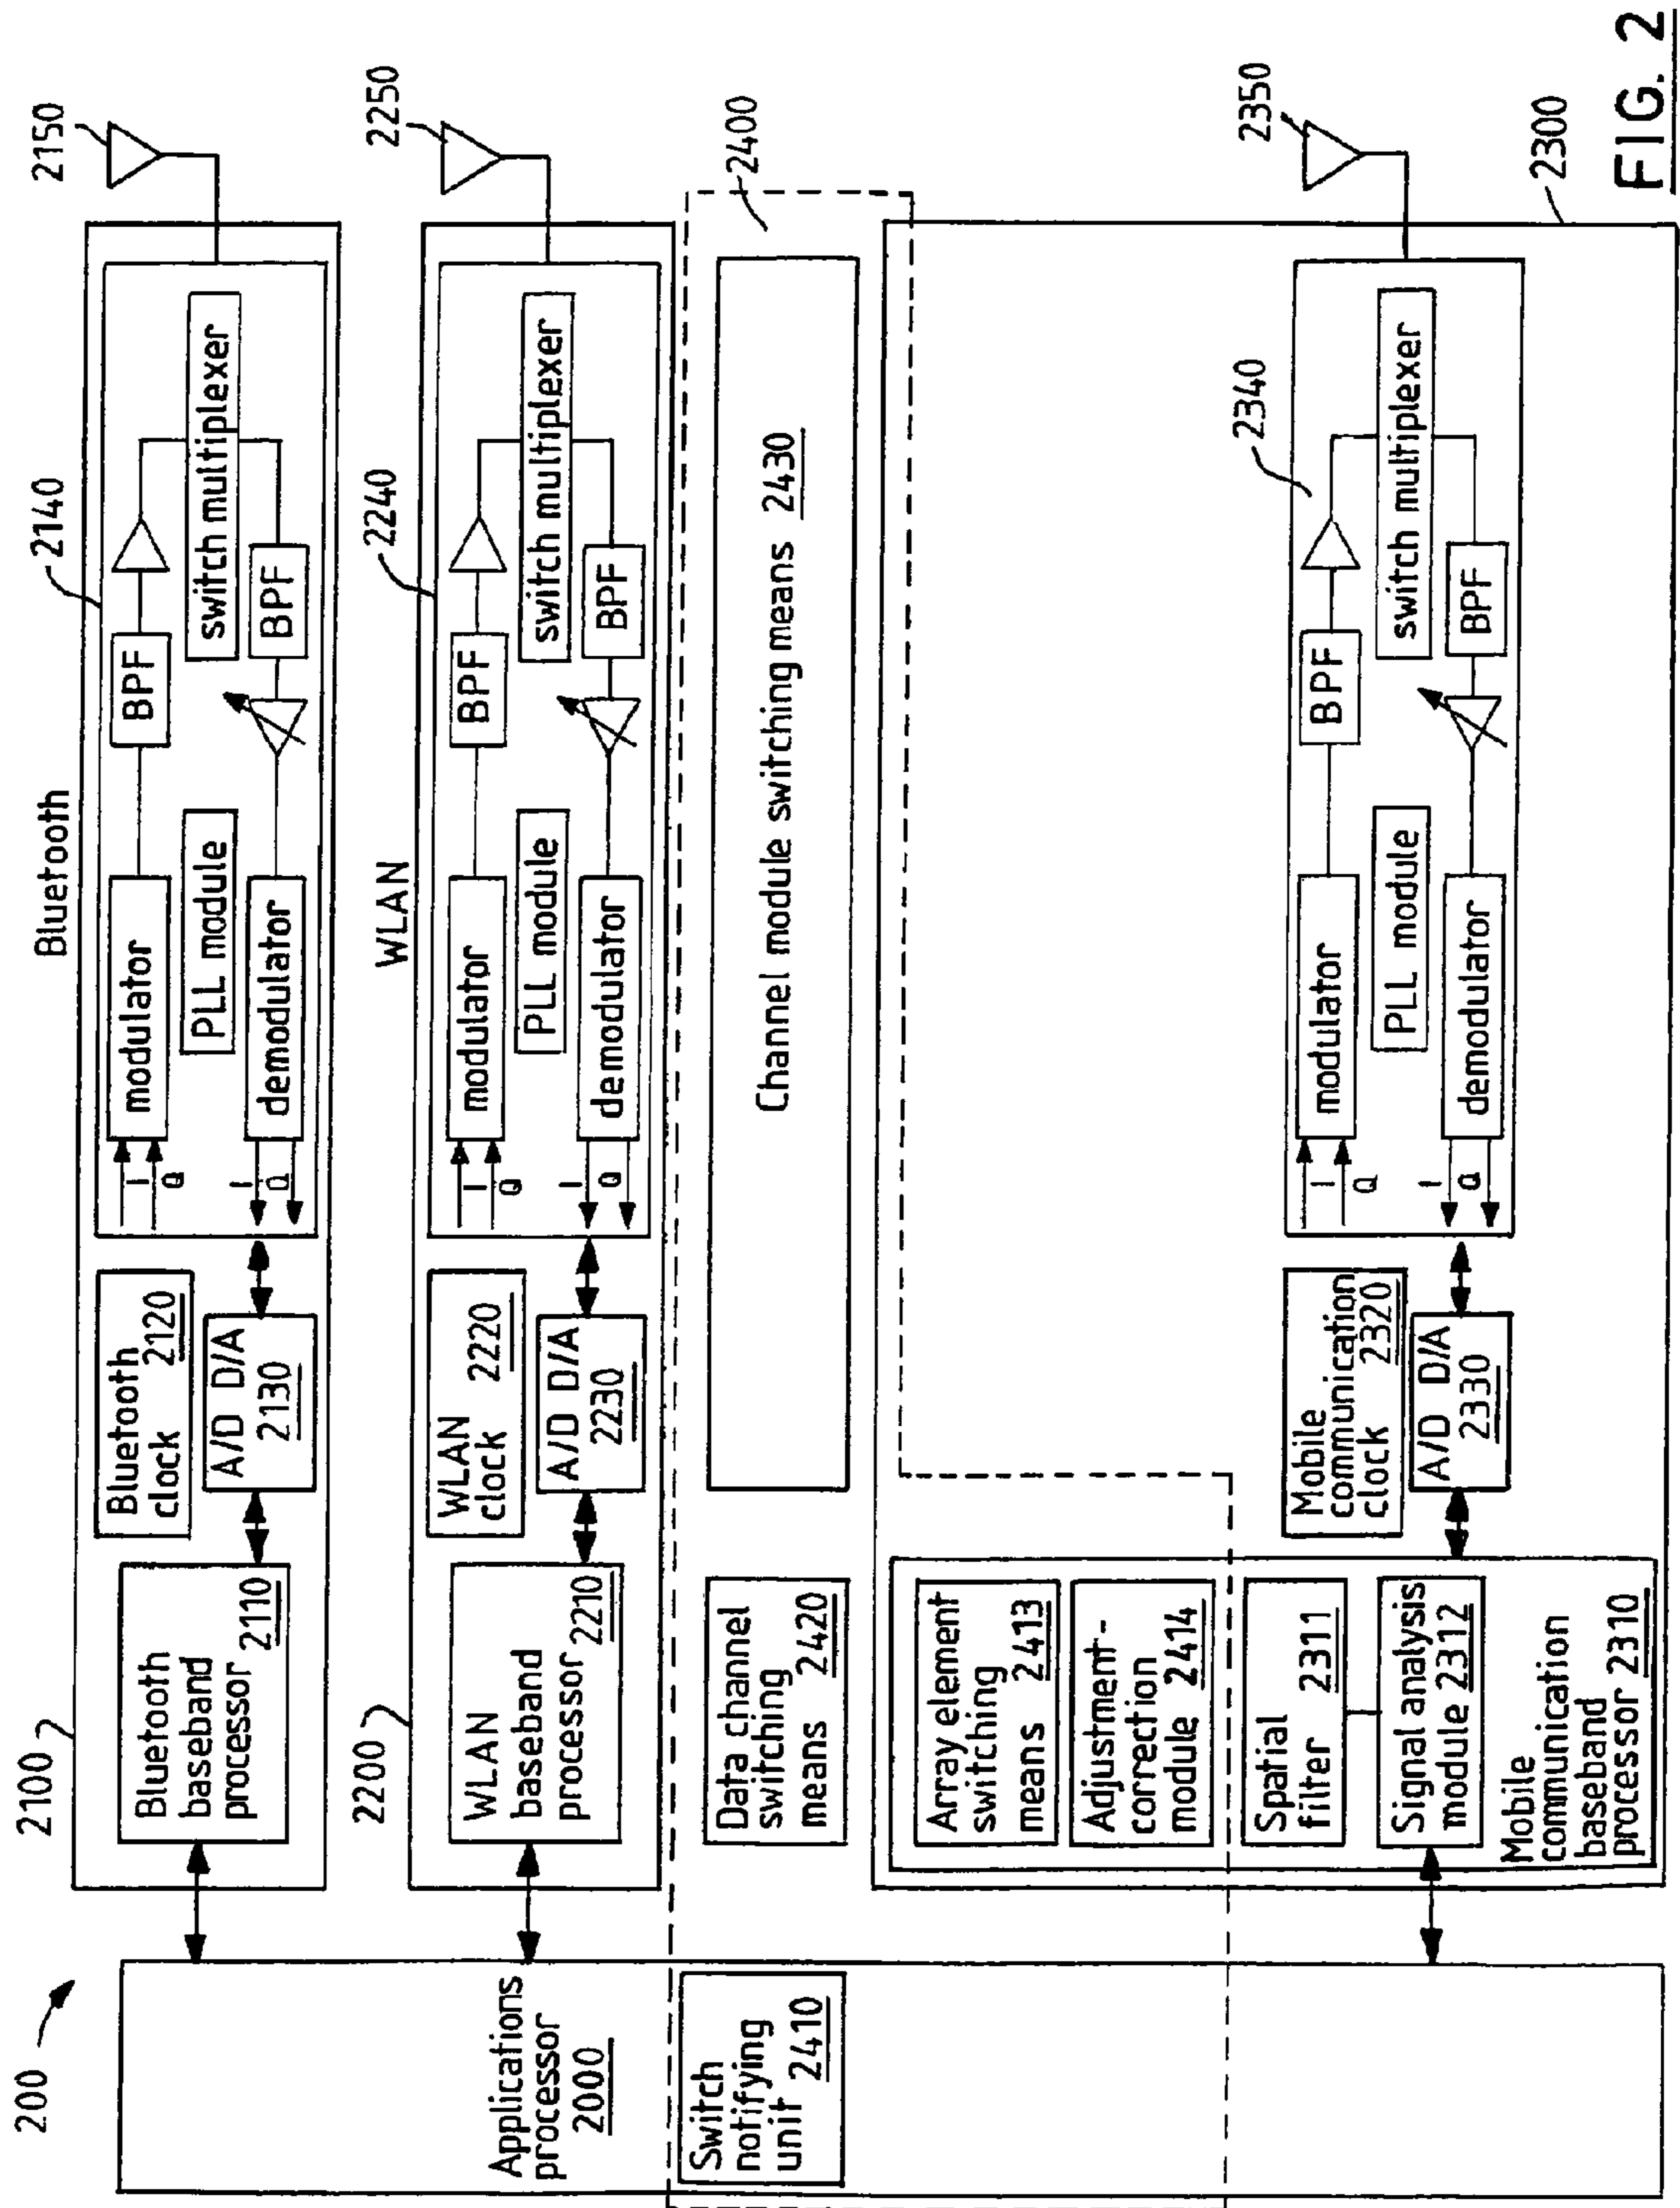 200
Applications
processor
2000
Switch
notifying
unit 2410
2100
Bluetooth
Bluetooth
baseband
processor 2110
Bluetooth
clock 2120
A/D D/A
2130
2140
I
Q
modulator
BPF
PLL module
switch multiplexer
I
Q
demodulator
BPF
2150
2200
WLAN
WLAN
baseband
processor 2210
WLAN
clock 2220
A/D D/A
2230
2240
I
Q
modulator
BPF
PLL module
switch multiplexer
I
Q
demodulator
BPF
2250
2400
Data channel
switching
means 2420
Channel module switching means 2430
Array element
switching
means 2413
Adjustment-
correction
module 2414
Spatial
filter 2311
Signal analysis
module 2312
Mobile
communication
baseband
processor 2310
Mobile
communication
clock 2320
A/D D/A
2330
2340
I
Q
modulator
BPF
PLL module
switch multiplexer
I
Q
demodulator
BPF
2350
2300
FIG. 2